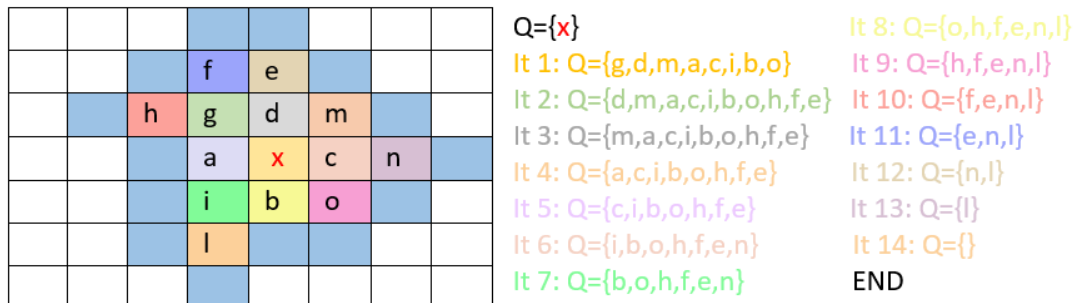 f e
h g d m
a x c n
i b o
l
Q={x}
It 1: Q={g,d,m,a,c,i,b,o}
It 2: Q={d,m,a,c,i,b,o,h,f,e}
It 3: Q={m,a,c,i,b,o,h,f,e}
It 4: Q={a,c,i,b,o,h,f,e}
It 5: Q={c,i,b,o,h,f,e}
It 6: Q={i,b,o,h,f,e,n}
It 7: Q={b,o,h,f,e,n}
It 8: Q={o,h,f,e,n,l}
It 9: Q={h,f,e,n,l}
It 10: Q={f,e,n,l}
It 11: Q={e,n,l}
It 12: Q={n,l}
It 13: Q={l}
It 14: Q={}
END